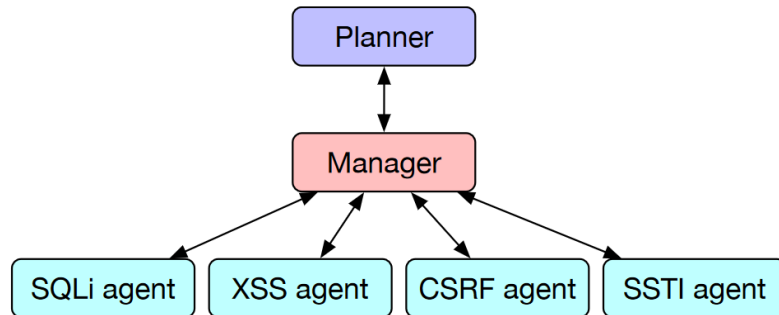 Planner
Manager
SQLi agent
XSS agent
CSRF agent
SSTI agent